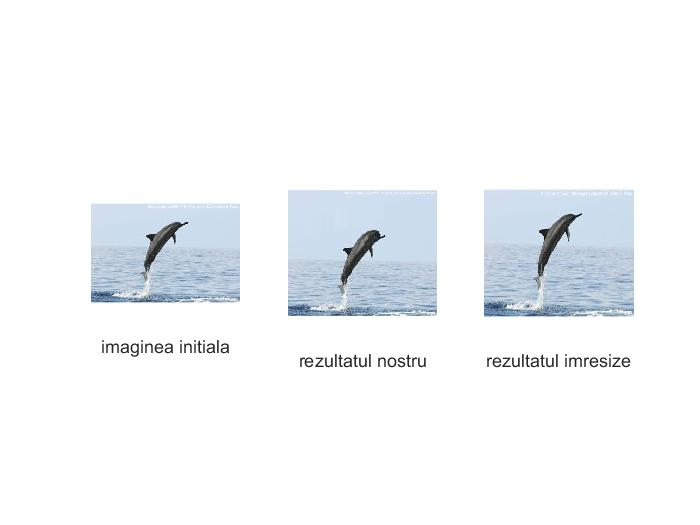 imaginea initiala
rezultatul nostru
rezultatul imresize